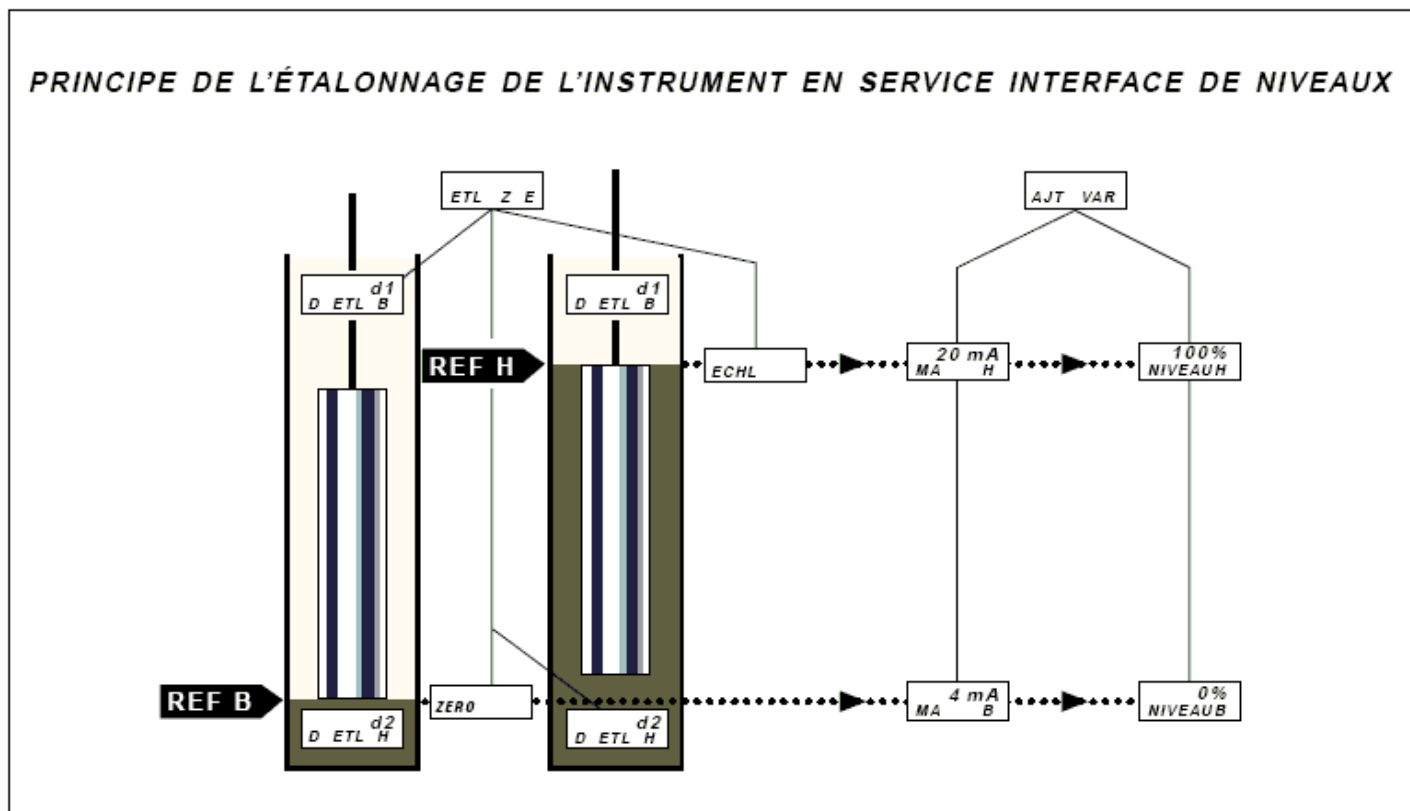 PRINCIPE DE L'ÉTALONNAGE DE L'INSTRUMENT EN SERVICE INTERFACE DE NIVEAUX
ETL Z E
AJT VAR
d1
D ETL B
d1
D ETL B
REF H
ECHL
20 mA
MA H
100%
NIVEAUH
REF B
ZERO
d2
D ETL H
d2
D ETL H
4 mA
MA B
0%
NIVEAUB